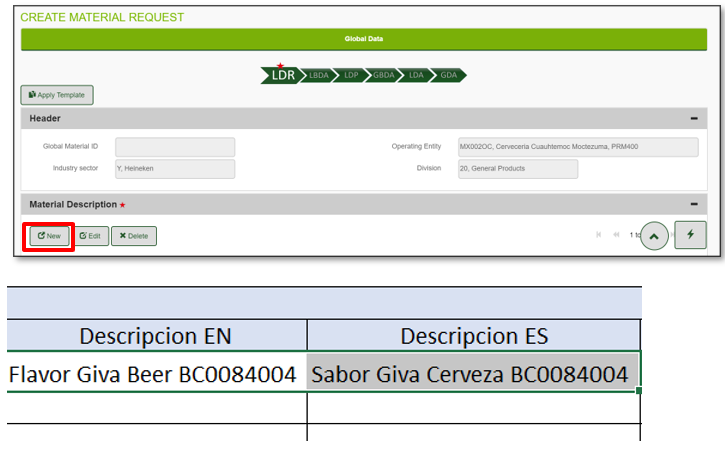 CREATE MATERIAL REQUEST
Global Data
LDR LBDA LDP GBDA LDA GDA
Apply Template
Header
Global Material ID Operating Entity MX002OC, Cerveceria Cuauhtemoc Moctezuma, PRM400
Industry sector Y, Heineken Division 20, General Products
Material Description
New Edit Delete 1 to
Descripcion EN Descripcion ES
Flavor Giva Beer BC0084004 Sabor Giva Cerveza BC0084004